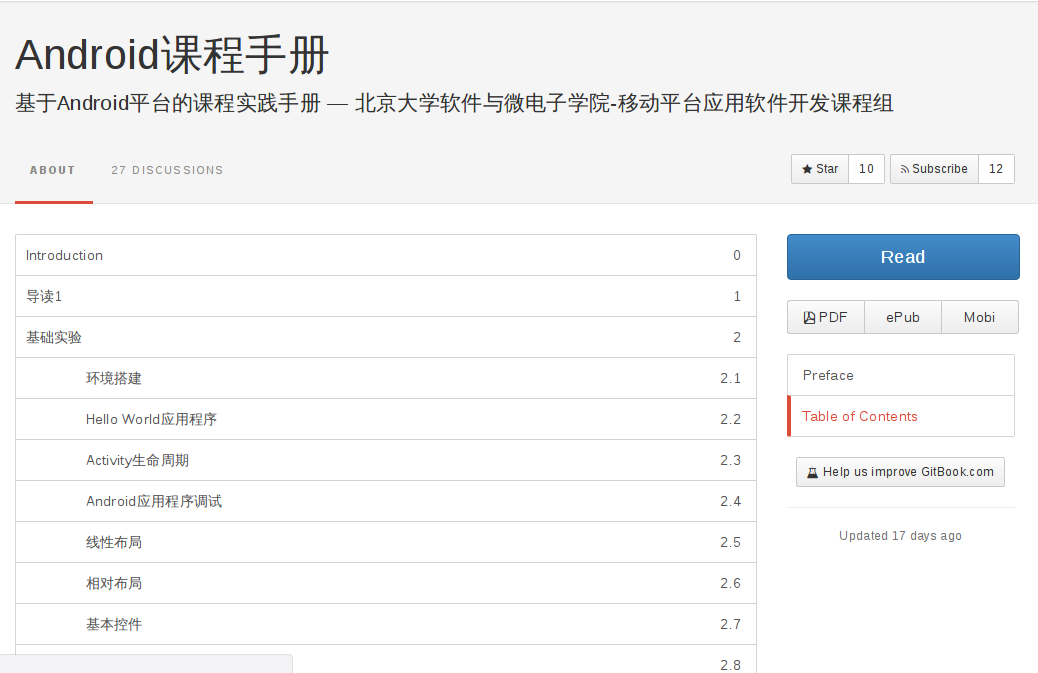 Android课程手册
基于Android平台的课程实践手册 — 北京大学软件与微电子学院-移动平台应用软件开发课程组
ABOUT 27 DISCUSSIONS Star 10 Subscribe 12
Introduction 0
导读1 1
基础实验 2
环境搭建 2.1
Hello World应用程序 2.2
Activity生命周期 2.3
Android应用程序调试 2.4
线性布局 2.5
相对布局 2.6
基本控件 2.7
2.8
Read
PDF ePub Mobi
Preface
Table of Contents
Help us improve GitBook.com
Updated 17 days ago